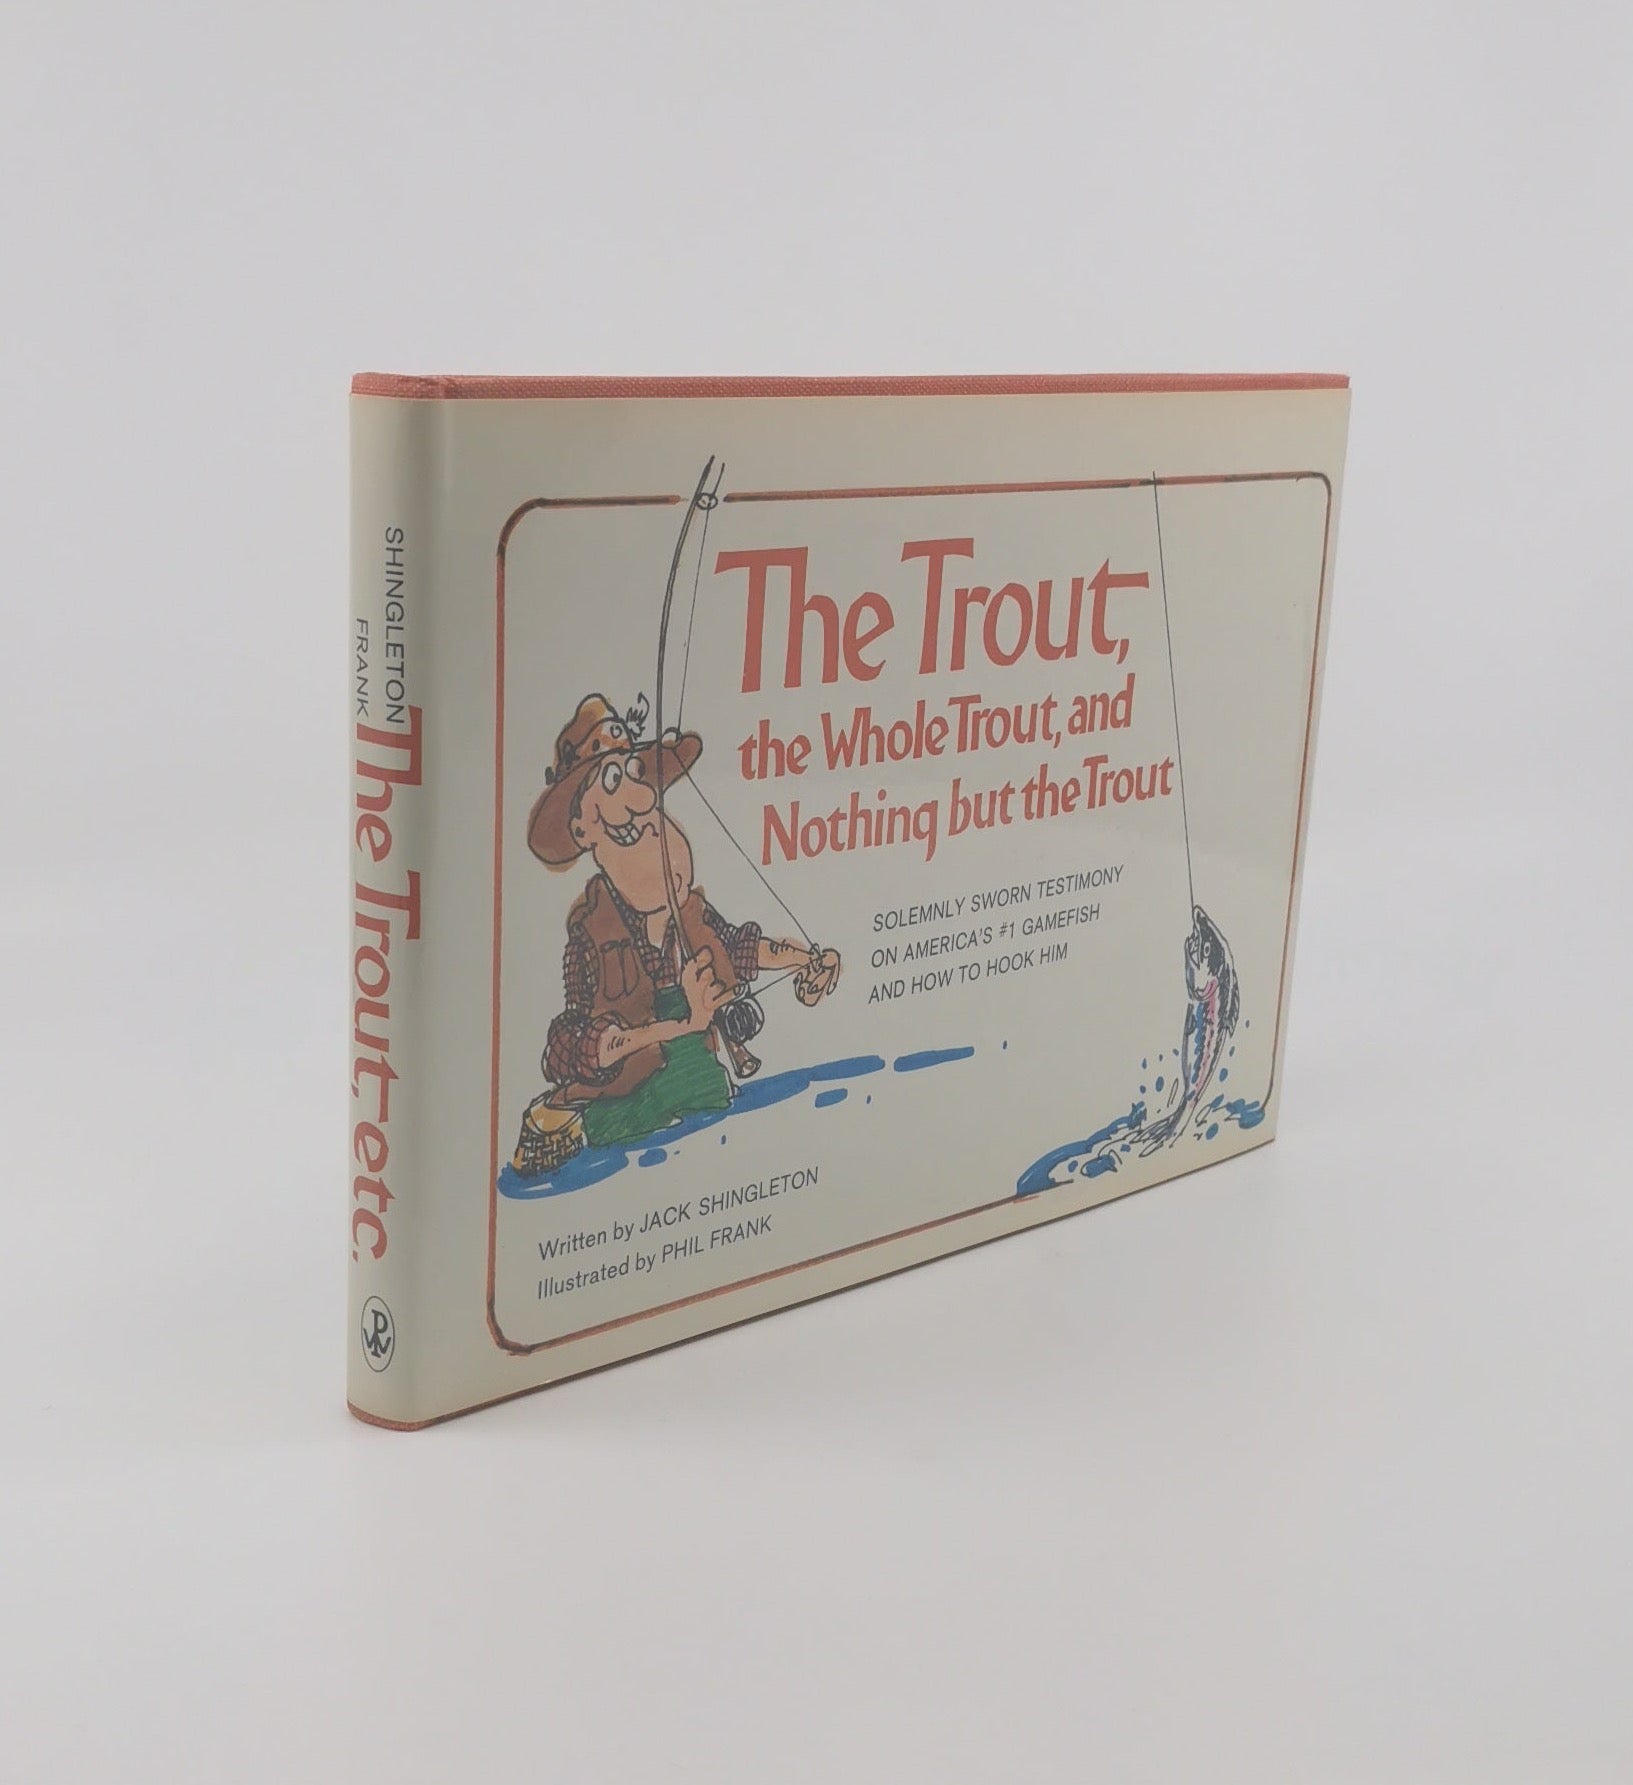 SHINGLETON
FRANK
The Trout, etc.
The Trout,
the Whole Trout, and
Nothing but the Trout
SOLEMNLY SWORN TESTIMONY
ON AMERICA'S #1 GAMEFISH
AND HOW TO HOOK HIM
Written by JACK SHINGLETON
Illustrated by PHIL FRANK